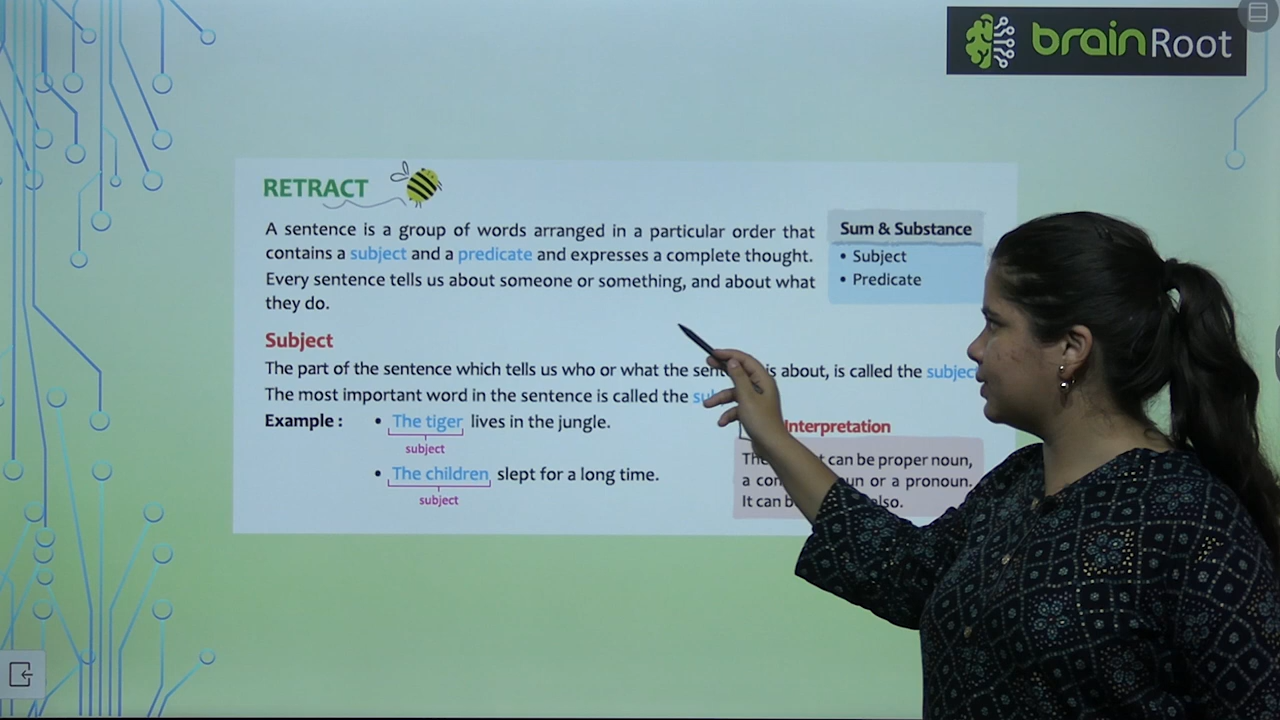 brainRoot
RETRACT
A sentence is a group of words arranged in a particular order that
contains a subject and a predicate and expresses a complete thought.
Every sentence tells us about someone or something, and about what
they do.
Sum & Substance
• Subject
• Predicate
Subject
The part of the sentence which tells us who or what the is about, is called the subject
The most important word in the sentence is called the
Example : • The tiger lives in the jungle.
subject
• The children slept for a long time.
subject
Interpretation
can be proper noun,
a or a pronoun.
It can also.